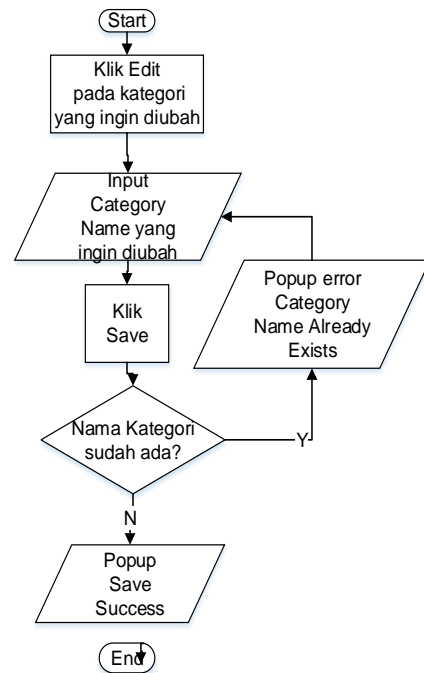 Start
Klik Edit
pada kategori
yang ingin diubah
Input
Category
Name yang
ingin diubah
Popup error
Category
Name Already
Exists
Klik
Save
Nama Kategori
sudah ada?
Y
N
Popup
Save
Success
End